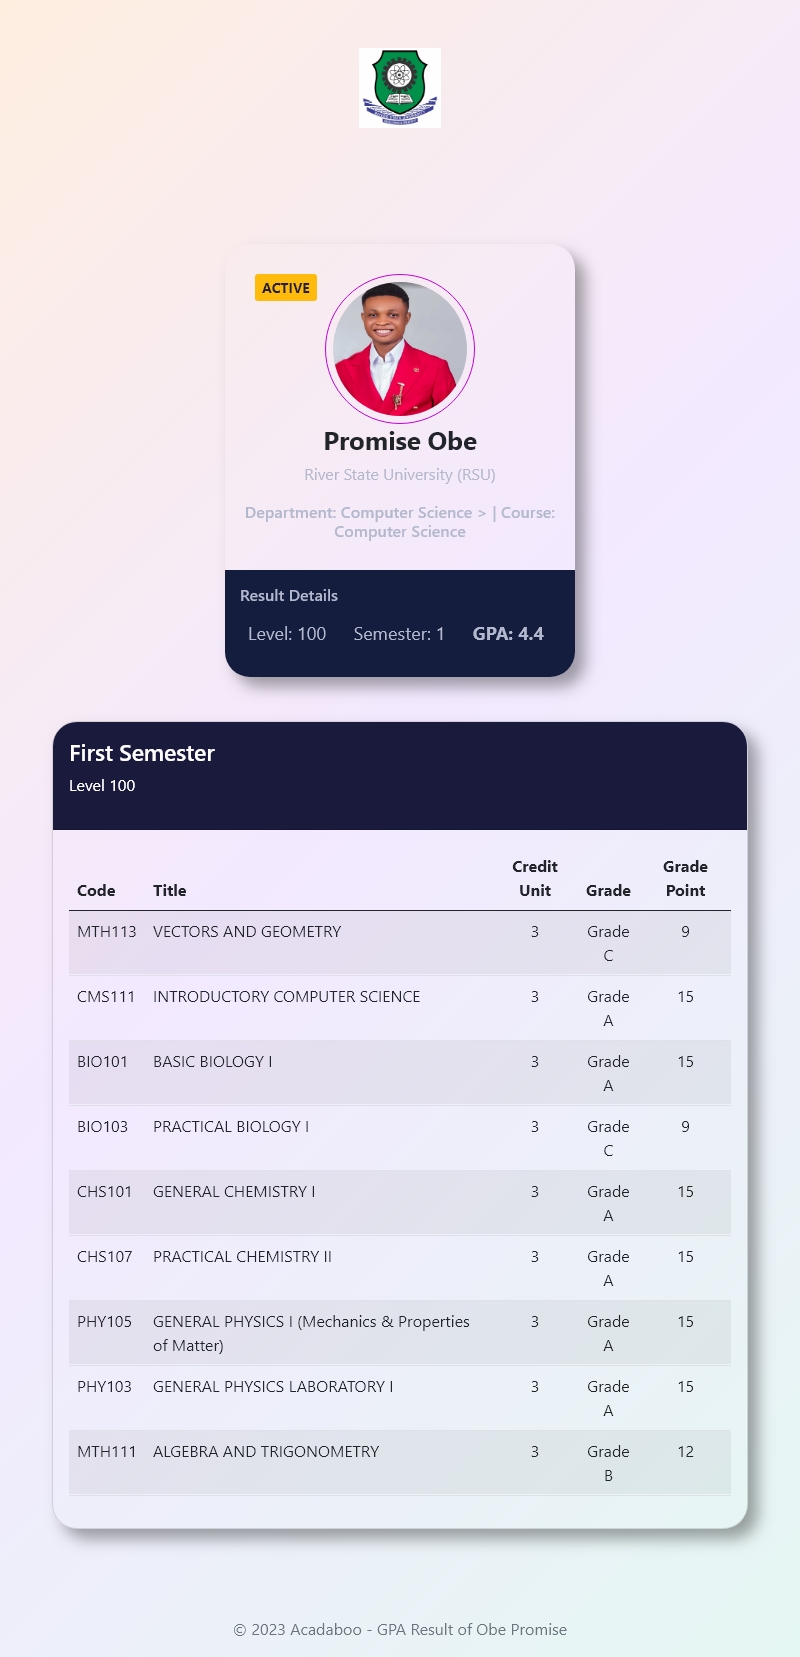 ACTIVE
Promise Obe
River State University (RSU)
Department: Computer Science > | Course:
Computer Science
Result Details
Level: 100 Semester: 1 GPA: 4.4
First Semester
Level 100
Code Title Credit Unit Grade Grade Point
MTH113 VECTORS AND GEOMETRY 3 Grade C 9
CMS111 INTRODUCTORY COMPUTER SCIENCE 3 Grade A 15
BIO101 BASIC BIOLOGY I 3 Grade A 15
BIO103 PRACTICAL BIOLOGY I 3 Grade C 9
CHS101 GENERAL CHEMISTRY I 3 Grade A 15
CHS107 PRACTICAL CHEMISTRY II 3 Grade A 15
PHY105 GENERAL PHYSICS I (Mechanics & Properties of Matter) 3 Grade A 15
PHY103 GENERAL PHYSICS LABORATORY I 3 Grade A 15
MTH111 ALGEBRA AND TRIGONOMETRY 3 Grade B 12
© 2023 Acadaboo - GPA Result of Obe Promise